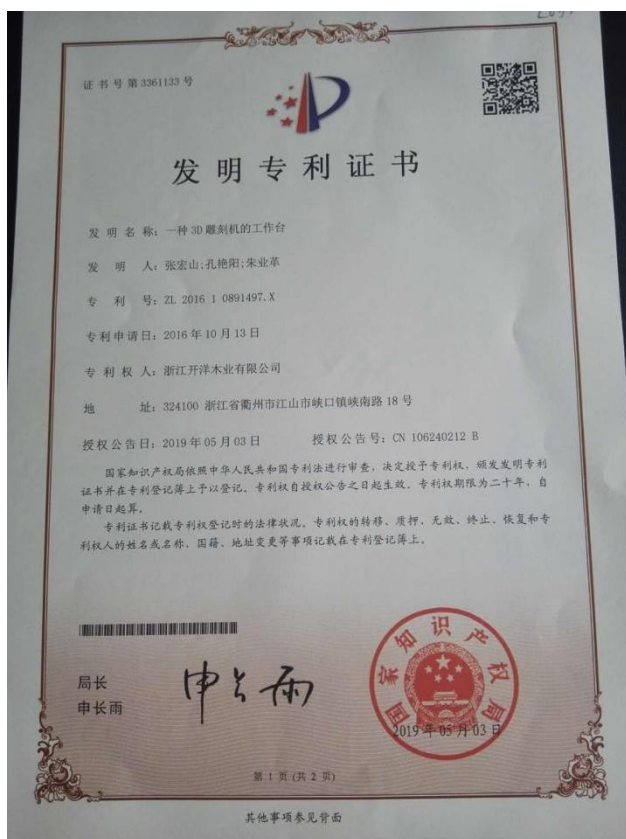 证书号第3361133号
发明专利证书
发明名称：一种3D雕刻机的工作台
发明人：张宏山;孔艳阳;朱业革
专利号：ZL 2016 1 0891497.X
专利申请日：2016年10月13日
专利权人：浙江开洋木业有限公司
地址：324100 浙江省衢州市江山市峡口镇峡南路18号
授权公告日：2019年05月03日 授权公告号：CN 106240212 B
国家知识产权局依照中华人民共和国专利法进行审查，决定授予专利权，颁发发明专利
证书并在专利登记簿上予以登记。专利权自授权公告之日起生效。专利权期限为二十年，自
申请日起算。
专利证书记载专利权登记时的法律状况。专利权的转移、质押、无效、终止、恢复和专
利权人的姓名或名称、国籍、地址变更等事项记载在专利登记簿上。
局长
申长雨
申长雨
国家知识产权局
2019年05月03日
第1页(共2页)
其他事项参见背面